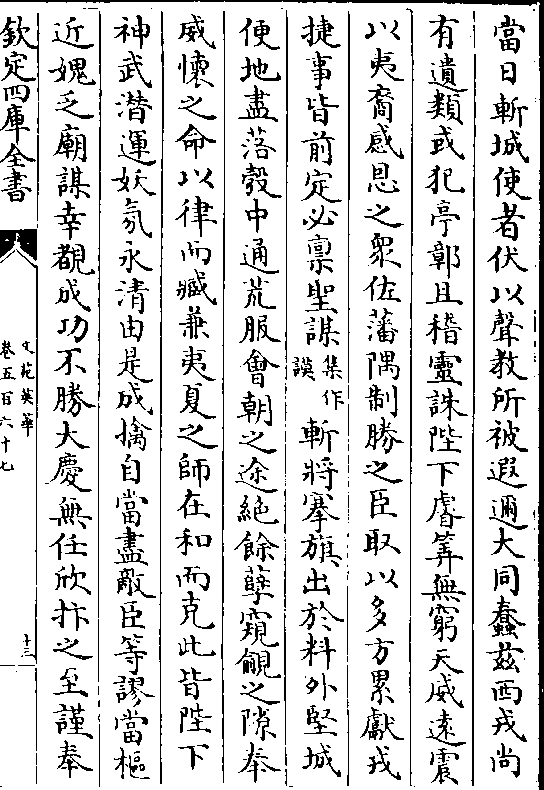 當日斬城使者伏以聲教所被遐邇大同蠢茲西戎尚
有遺類或犯亭鄣且稽靈誅陛下睿筭無窮天威遠震
以夷裔感恩之衆佐藩隅制勝之臣取以多方累獻戎
捷事皆前定必禀聖謀集作謨斬將搴旗出於料外堅城
便地盡落彀中通荒服會朝之途絶餘孽窺覦之隙奉
威懷之命以律而臧兼夷夏之師在和而克此皆陛下
神武潛運妖氛永清由是成擒自當盡敵臣等謬當樞
近媿乏廟謀幸覩成功不勝大慶無任欣抃之至謹奉
欽定四庫全書
文苑英華
卷五百六十七
十三